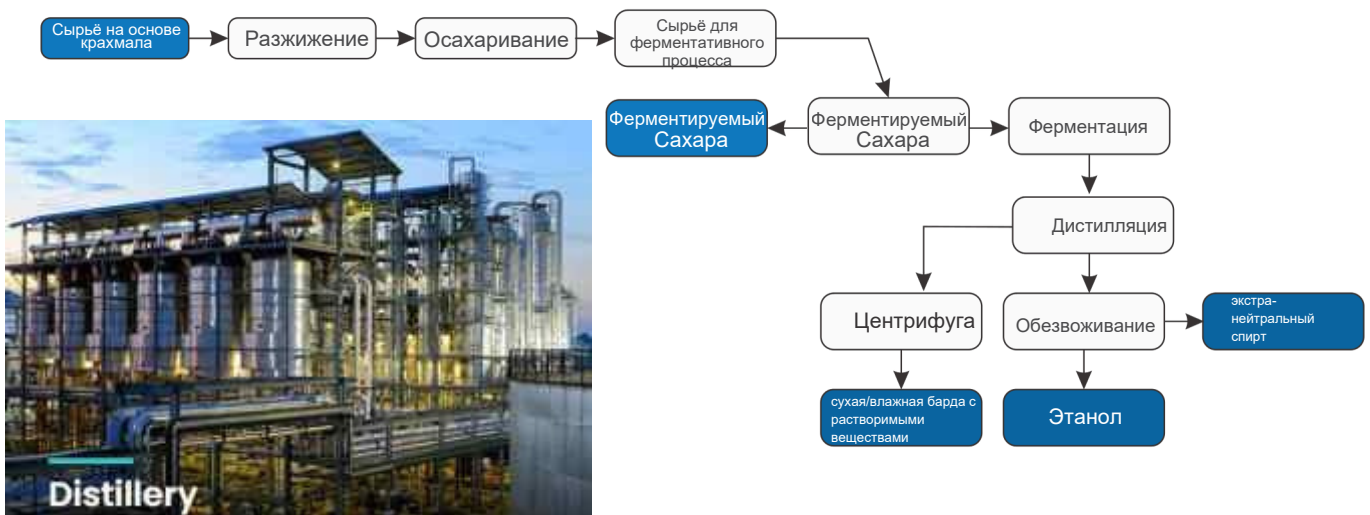 Сырьё на основе
крахмала
Разжижение
Осахаривание
Сырьё для
ферментативного
процесса
Ферментируемый
Сахара
Ферментируемый
Сахара
Ферментация
Дистилляция
Центрифуга
Обезвоживание
экстра-
нейтральный
спирт
сухая/влажная барда с
растворимыми
веществами
Этанол
Distillery